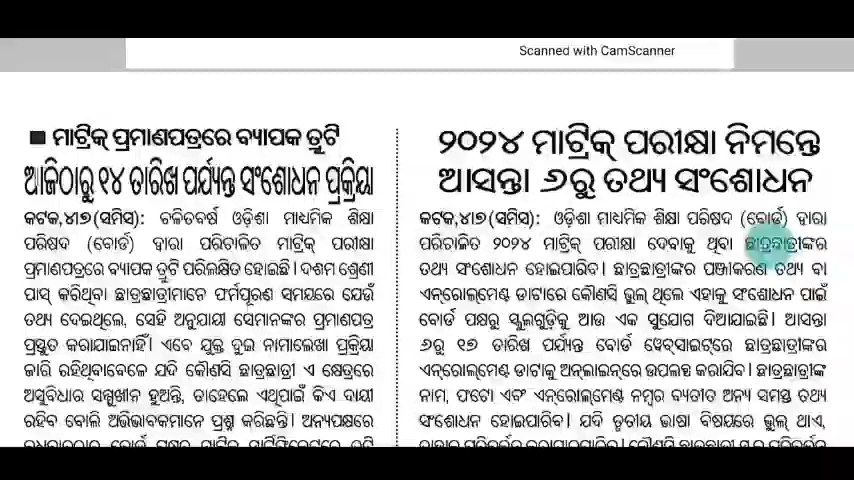 Scanned with CamScanner
■ ମାଟ୍ରିକ୍ ପ୍ରମାଣପତ୍ରରେ ବ୍ୟାପକ ତ୍ରୁଟି
ଆଜିଠାରୁ ୧୪ ତାରିଖ ପର୍ଯ୍ୟନ୍ତ ସଂଶୋଧନ ପ୍ରକ୍ରିୟା
କଟକ,୪ା୭(ସମିସ): ଚଳିତବର୍ଷ ଓଡ଼ିଶା ମାଧ୍ୟମିକ ଶିକ୍ଷା
ପରିଷଦ (ବୋର୍ଡ) ଦ୍ୱାରା ପରିଚାଳିତ ମାଟ୍ରିକ୍ ପରୀକ୍ଷା
ପ୍ରମାଣପତ୍ରରେ ବ୍ୟାପକ ତ୍ରୁଟି ପରିଲକ୍ଷିତ ହୋଇଛି। ଦଶମ ଶ୍ରେଣୀ
ପାସ୍ କରିଥିବା ଛାତ୍ରଛାତ୍ରୀମାନେ ଫର୍ମପୂରଣ ସମୟରେ ଯେଉଁ
ତଥ୍ୟ ଦେଇଥିଲେ, ସେହି ଅନୁଯାୟୀ ସେମାନଙ୍କର ପ୍ରମାଣପତ୍ର
ପ୍ରସ୍ତୁତ କରାଯାଇନାହିଁ। ଏବେ ଯୁକ୍ତ ଦୁଇ ନାମଲେଖା ପ୍ରକ୍ରିୟା
ଜାରି ରହିଥିବାବେଳେ ଯଦି କୌଣସି ଛାତ୍ରଛାତ୍ରୀ ଏ କ୍ଷେତ୍ରରେ
ଅସୁବିଧାର ସମ୍ମୁଖୀନ ହୁଅନ୍ତି, ତାହେଲେ ଏଥିପାଇଁ କିଏ ଦାୟୀ
ରହିବ ବୋଲି ଅଭିଭାବକମାନେ ପ୍ରଶ୍ନ କରିଛନ୍ତି। ଅନ୍ୟପକ୍ଷରେ
୨୦୨୪ ମାଟ୍ରିକ୍ ପରୀକ୍ଷା ନିମନ୍ତେ
ଆସନ୍ତା ୬ରୁ ତଥ୍ୟ ସଂଶୋଧନ
କଟକ,୪ା୭(ସମିସ): ଓଡ଼ିଶା ମାଧ୍ୟମିକ ଶିକ୍ଷା ପରିଷଦ (ବୋର୍ଡ) ଦ୍ୱାରା
ପରିଚାଳିତ ୨୦୨୪ ମାଟ୍ରିକ୍ ପରୀକ୍ଷା ଦେବାକୁ ଥିବା ଛାତ୍ରଛାତ୍ରୀଙ୍କର
ତଥ୍ୟ ସଂଶୋଧନ ହୋଇପାରିବ। ଛାତ୍ରଛାତ୍ରୀଙ୍କର ପଞ୍ଜୀକରଣ ତଥ୍ୟ ବା
ଏନ୍‌ରୋଲ୍‌ମେଣ୍ଟ ଡାଟାରେ କୌଣସି ଭୁଲ୍ ଥିଲେ ଏହାକୁ ସଂଶୋଧନ ପାଇଁ
ବୋର୍ଡ ପକ୍ଷରୁ ସ୍କୁଲଗୁଡ଼ିକୁ ଆଉ ଏକ ସୁଯୋଗ ଦିଆଯାଇଛି। ଆସନ୍ତା
୬ରୁ ୧୭ ତାରିଖ ପର୍ଯ୍ୟନ୍ତ ବୋର୍ଡ ୱେବ୍‌ସାଇଟ୍‌ରେ ଛାତ୍ରଛାତ୍ରୀଙ୍କର
ଏନ୍‌ରୋଲ୍‌ମେଣ୍ଟ ଡାଟାକୁ ଅନ୍‌ଲାଇନ୍‌ରେ ଉପଲବ୍ଧ କରାଯିବ। ଛାତ୍ରଛାତ୍ରୀଙ୍କ
ନାମ, ଫଟୋ ଏବଂ ଏନ୍‌ରୋଲ୍‌ମେଣ୍ଟ ନମ୍ବର ବ୍ୟତୀତ ଅନ୍ୟ ସମସ୍ତ ତଥ୍ୟ
ସଂଶୋଧନ ହୋଇପାରିବ। ଯଦି ତୃତୀୟ ଭାଷା ବିଷୟରେ ଭୁଲ୍ ଥାଏ,